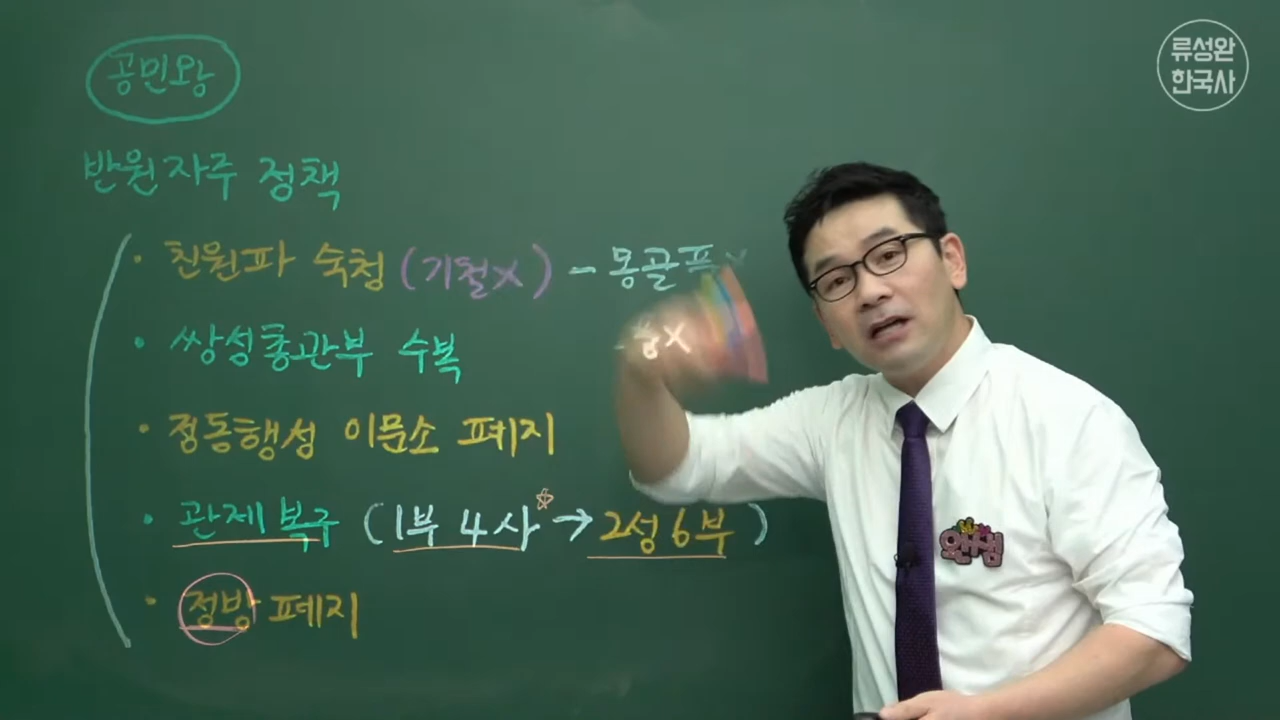 류성완
한국사
공민왕
반원자주 정책
· 친원파 숙청 (기철X) - 몽골풍X
· 쌍성총관부 수복
· 정동행성 이문소 폐지
· 관제 복구 (1부 4사☆→2성 6부)
· 정방 폐지
완쌤